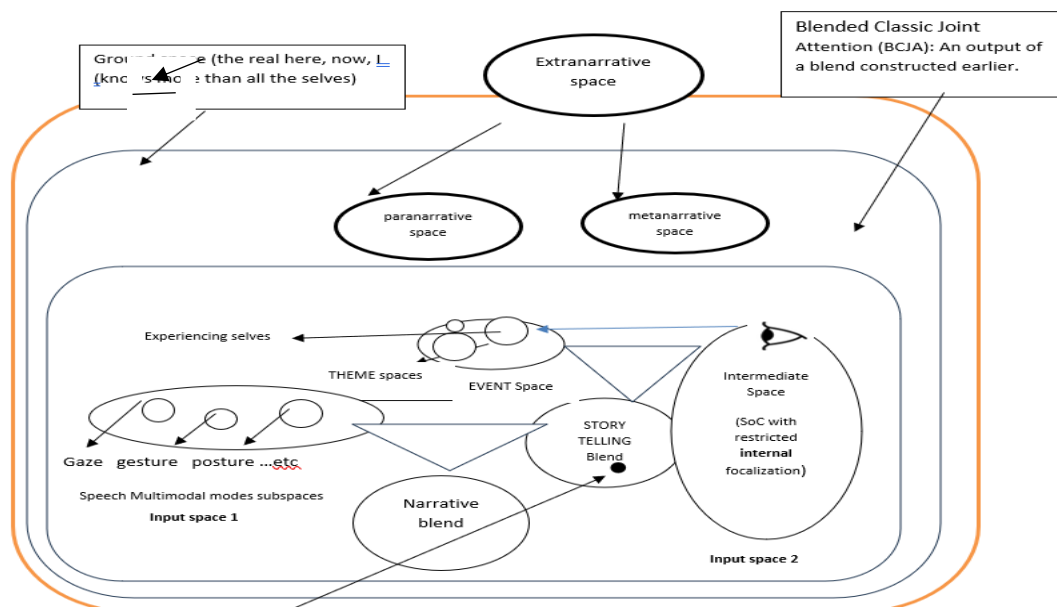 Blended Classic Joint
Attention (BCJA): An output of
a blend constructed earlier.
(the real here, now, I
more than all the selves)
Extranarrative
space
paranarrative
space
metanarrative
space
Experiencing selves
THEME spaces
EVENT Space
Intermediate
Space
(SoC with
restricted
internal
focalization)
STORY
TELLING
Blend
Gaze gesture posture ...etc
Speech Multimodal modes subspaces
Input space 1
Narrative
blend
Input space 2